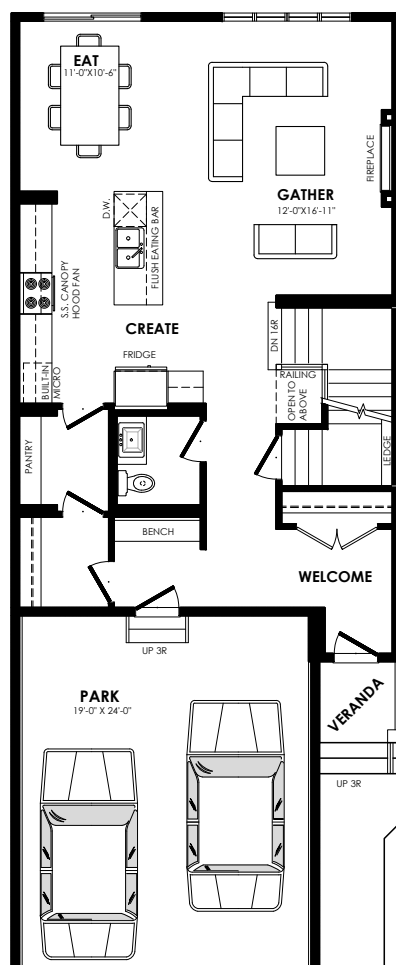 EAT
11'-0"X10'-6"
GATHER
12'-0"X16'-11"
FIREPLACE
D.W.
FLUSH EATING BAR
S.S. CANOPY
HOOD FAN
CREATE
FRIDGE
BUILT-IN
MICRO
DN 16R
RAILING
OPEN TO
ABOVE
LEDGE
PANTRY
BENCH
WELCOME
UP 3R
PARK
19'-0" X 24'-0"
VERANDA
UP 3R